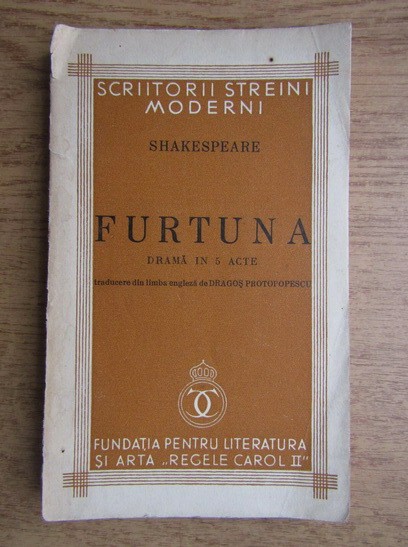 SCRIITORII STREINI
MODERNI
SHAKESPEARE
FURTUNA
DRAMĂ IN 5 ACTE
traducere din limba engleză de DRAGOȘ PROTOPOPESCU
FUNDAȚIA PENTRU LITERATURA
ȘI ARTA „REGELE CAROL II"